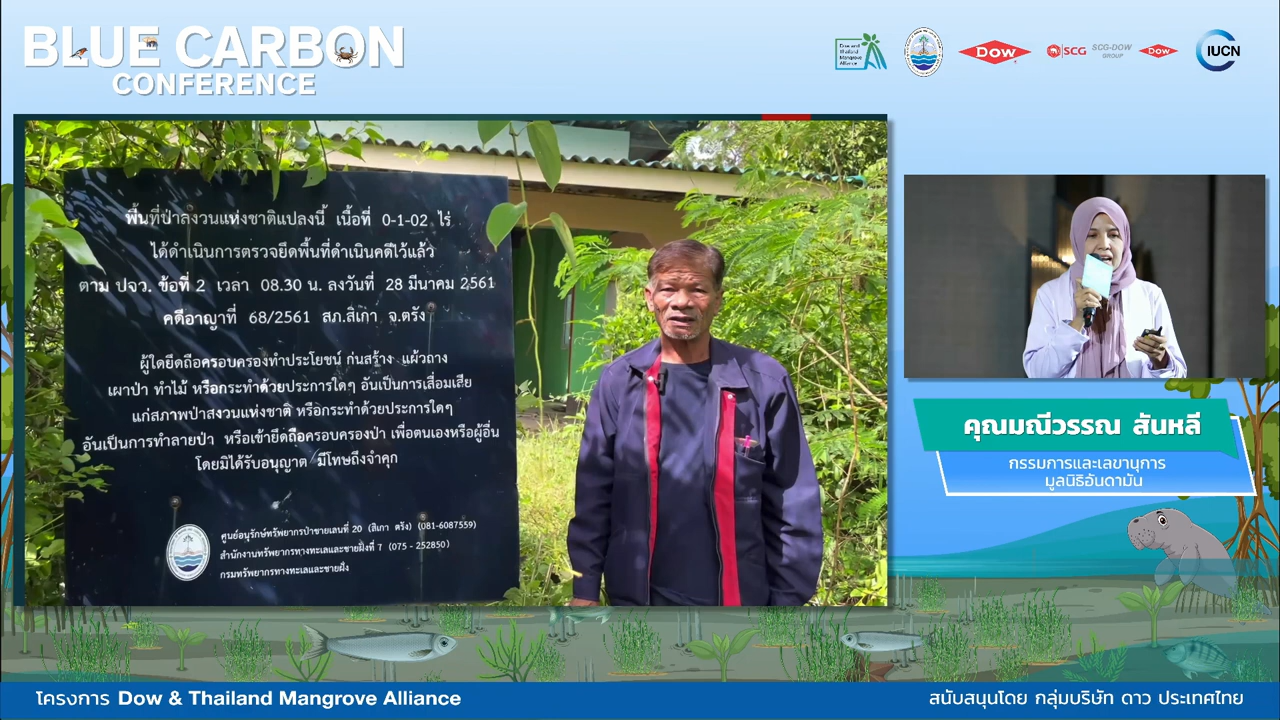 BLUE CARBON
CONFERENCE
Dow and
Thailand
Mangrove
Alliance
DOW
SCG
SCG-DOW
GROUP
DOW
IUCN
พื้นที่ป่าสงวนแห่งชาติแปลงนี้ เนื้อที่ 0-1-02 ไร่
ได้ดำเนินการตรวจยึดพื้นที่ดำเนินคดีไว้แล้ว
ตาม ปจว. ข้อที่ 2 เวลา 08.30 น. ลงวันที่ 28 มีนาคม 2561
คดีอาญาที่ 68/2561 สภ.สิเกา จ.ตรัง
ผู้ใดยึดถือครอบครองทำประโยชน์ ก่นสร้าง แผ้วถาง
เผาป่า ทำไม้ หรือกระทำด้วยประการใดๆ อันเป็นการเสื่อมเสีย
แก่สภาพป่าสงวนแห่งชาติ หรือกระทำด้วยประการใดๆ
อันเป็นการทำลายป่า หรือเข้ายึดถือครอบครองป่า เพื่อตนเองหรือผู้อื่น
โดยมิได้รับอนุญาต มีโทษถึงจำคุก
ศูนย์อนุรักษ์ทรัพยากรป่าชายเลนที่ 20 (สิเกา ตรัง) (081-6087559)
สำนักงานทรัพยากรทางทะเลและชายฝั่งที่ 7 (075 - 252850)
กรมทรัพยากรทางทะเลและชายฝั่ง
คุณมณีวรรณ สันหลี
กรรมการและเลขานุการ
มูลนิธิอันดามัน
โครงการ Dow & Thailand Mangrove Alliance
สนับสนุนโดย กลุ่มบริษัท ดาว ประเทศไทย